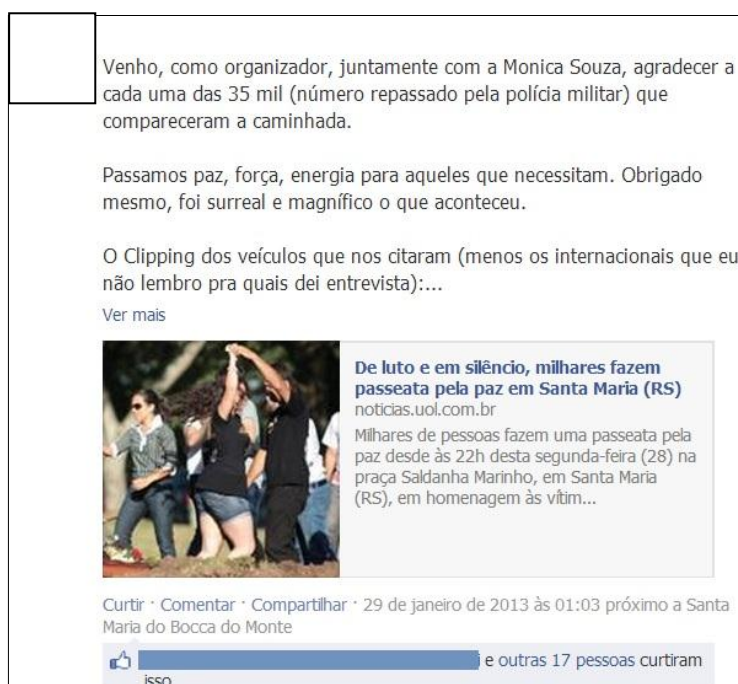 Venho, como organizador, juntamente com a Monica Souza, agradecer a
cada uma das 35 mil (número repassado pela polícia militar) que
compareceram a caminhada.
Passamos paz, força, energia para aqueles que necessitam. Obrigado
mesmo, foi surreal e magnífico o que aconteceu.
O Clipping dos veículos que nos citaram (menos os internacionais que eu
não lembro pra quais dei entrevista):...
Ver mais
De luto e em silêncio, milhares fazem
passeata pela paz em Santa Maria (RS)
noticias.uol.com.br
Milhares de pessoas fazem uma passeata pela
paz desde às 22h desta segunda-feira (28) na
praça Saldanha Marinho, em Santa Maria
(RS), em homenagem às vítim...
Curtir · Comentar · Compartilhar · 29 de janeiro de 2013 às 01:03 próximo a Santa
Maria do Bocca do Monte
e outras 17 pessoas curtiram
isso